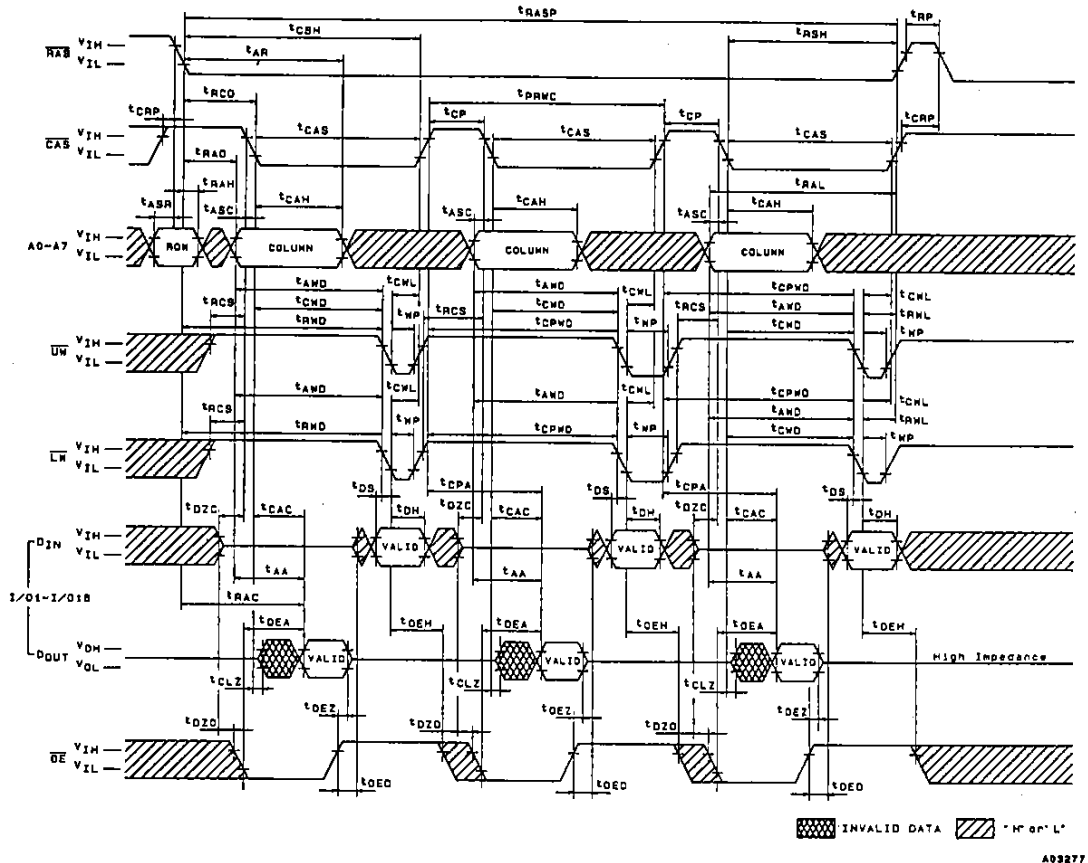 tRASP
tRP
tCSH
tRSH
RAS VIH
VIL
tAR
tRCD
tPRWC
tCRP
tCP
tCP
tCRP
CAS VIH
VIL
tCAS
tCAS
tCAS
tRAD
tRAH
tRAL
tASR
tASC
tCAH
tASC
tCAH
tASC
tCAH
A0-A7 VIH
VIL
ROW
COLUMN
COLUMN
COLUMN
tAWD
tCWL
tAWD
tCWL
tCPWD
tCWL
tRCS
tCWD
tRCS
tCWD
tRCS
tAWD
tRWL
tRWD
tWP
tCPWD
tWP
tCWD
tWP
UW VIH
VIL
tAWD
tCWL
tAWD
tCWL
tCPWD
tCWL
tRCS
tAWD
tRWL
tRWD
tWP
tCPWD
tWP
tCWD
tWP
LW VIH
VIL
tDS
tCPA
tDS
tCPA
tDS
tDZC
tCAC
tDH
tDZC
tCAC
tDH
tDZC
tCAC
tDH
DIN VIH
VIL
VALID
VALID
VALID
tAA
tAA
tAA
I/O1-I/O16
tRAC
tOEA
tOEH
tOEA
tOEH
tOEA
tOEH
DOUT VOH
VOL
VALID
VALID
VALID
High Impedance
tCLZ
tCLZ
tCLZ
tOEZ
tOEZ
tOEZ
tDZO
tDZO
tDZO
OE VIH
VIL
tOED
tOED
tOED
INVALID DATA
"H" or "L"
A03277